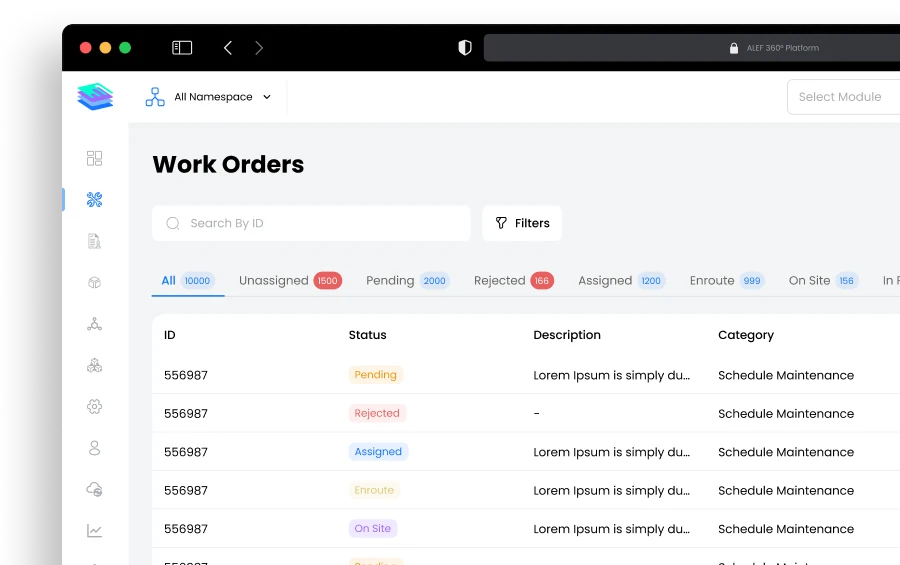 ALEF 360° Platform
All Namespace
Select Module
Work Orders
Search By ID
Filters
All 10000 Unassigned 1500 Pending 2000 Rejected 166 Assigned 1200 Enroute 999 On Site 156 In
ID Status Description Category
556987 Pending Lorem Ipsum is simply du... Schedule Maintenance
556987 Rejected - Schedule Maintenance
556987 Assigned Lorem Ipsum is simply du... Schedule Maintenance
556987 Enroute Lorem Ipsum is simply du... Schedule Maintenance
556987 On Site Lorem Ipsum is simply du... Schedule Maintenance